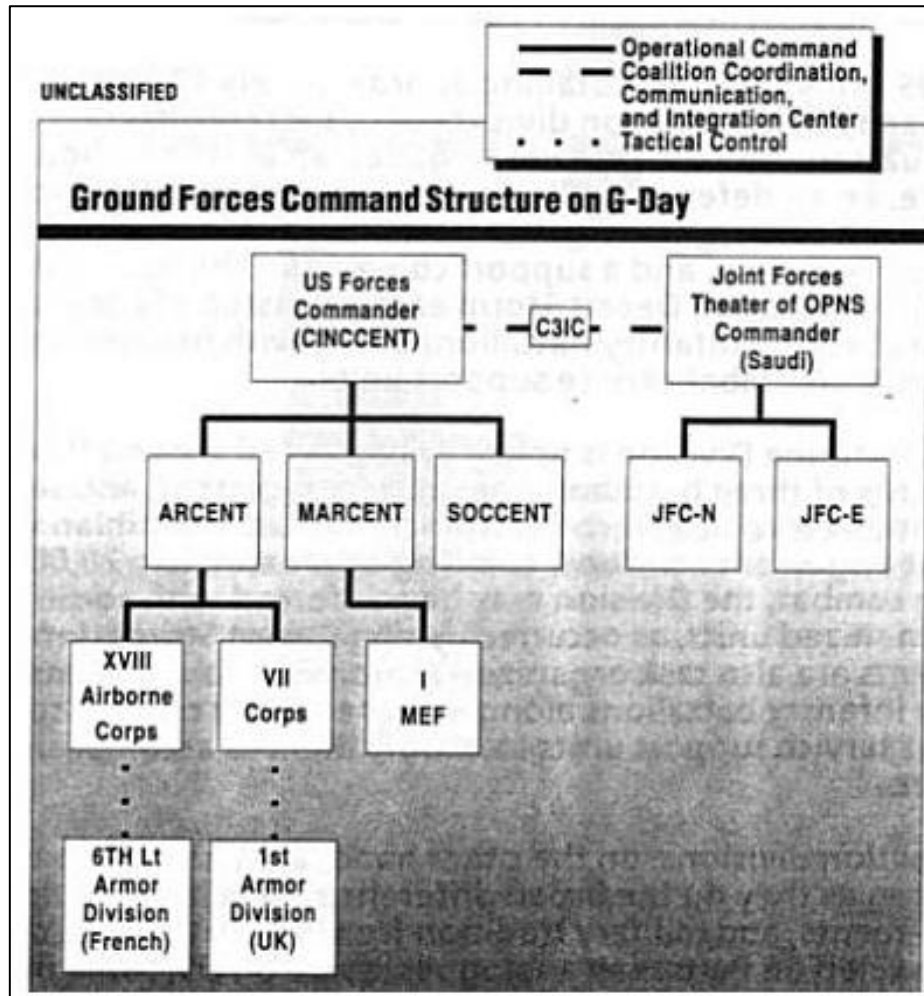 Operational Command
Coalition Coordination,
Communication,
and Integration Center
Tactical Control
UNCLASSIFIED
Ground Forces Command Structure on G-Day
US Forces
Commander
(CINCCENT)
C3IC
Joint Forces
Theater of OPNS
Commander
(Saudi)
ARCENT
MARCENT
SOCCENT
JFC-N
JFC-E
XVIII
Airborne
Corps
VII
Corps
I
MEF
6TH Lt
Armor
Division
(French)
1st
Armor
Division
(UK)